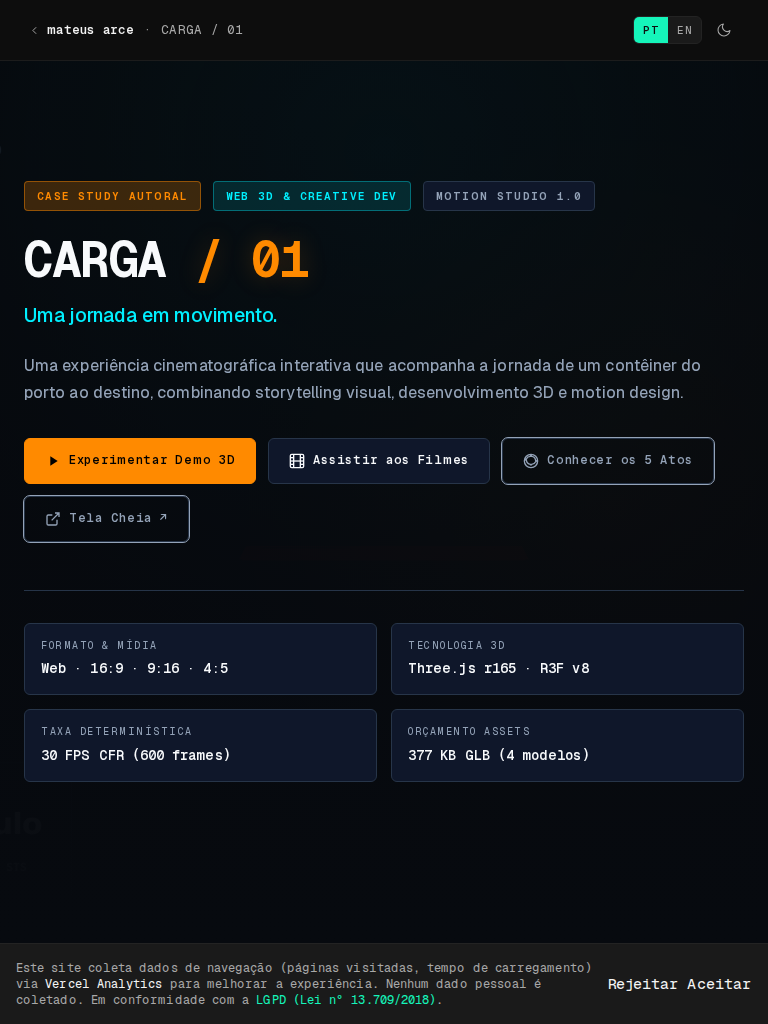 mateus arce · CARGA / 01
PT EN
CASE STUDY AUTORAL
WEB 3D & CREATIVE DEV
MOTION STUDIO 1.0
CARGA / 01
Uma jornada em movimento.
Uma experiência cinematográfica interativa que acompanha a jornada de um contêiner do
porto ao destino, combinando storytelling visual, desenvolvimento 3D e motion design.
Experimentar Demo 3D
Assistir aos Filmes
Conhecer os 5 Atos
Tela Cheia ↗
FORMATO & MÍDIA
Web · 16:9 · 9:16 · 4:5
TECNOLOGIA 3D
Three.js r165 · R3F v8
TAXA DETERMINÍSTICA
30 FPS CFR (600 frames)
ORÇAMENTO ASSETS
377 KB GLB (4 modelos)
Este site coleta dados de navegação (páginas visitadas, tempo de carregamento)
via Vercel Analytics para melhorar a experiência. Nenhum dado pessoal é
coletado. Em conformidade com a LGPD (Lei nº 13.709/2018).
Rejeitar Aceitar